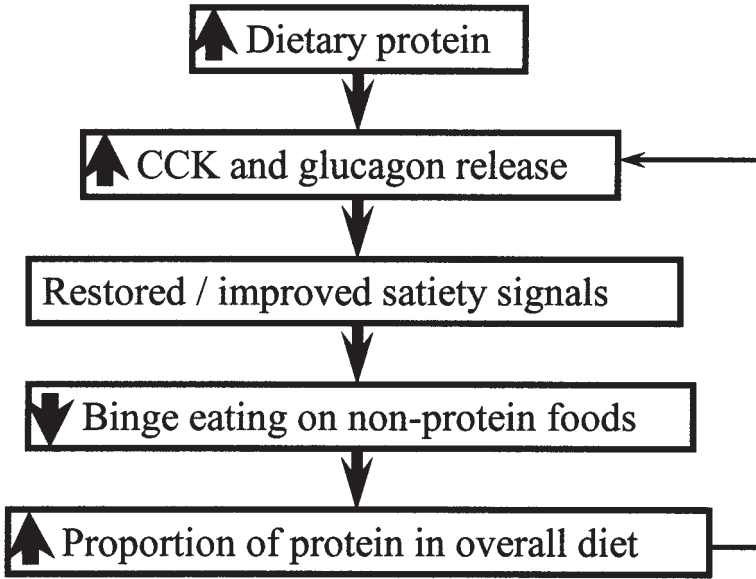 Dietary protein
CCK and glucagon release
Restored / improved satiety signals
Binge eating on non-protein foods
Proportion of protein in overall diet